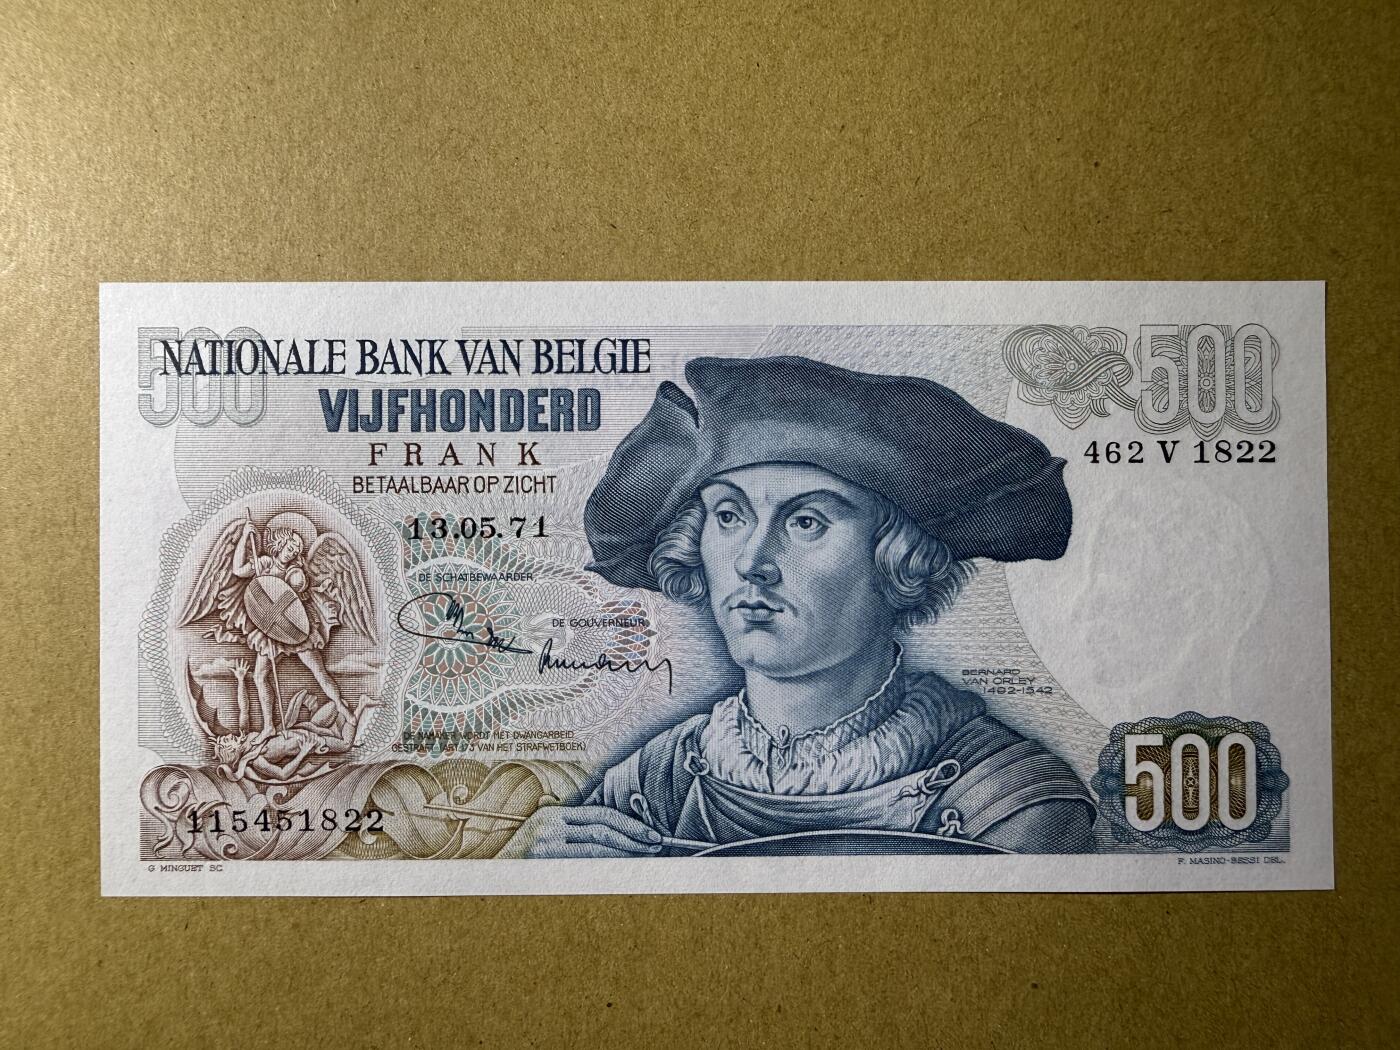 500
NATIONALE BANK VAN BELGIE
VIJFHONDERD
FRANK
BETAALBAAR OP ZICHT
13.05.71
500
462 V 1822
DE SCHATBEWAARDER,
DE GOUVERNEUR,
BERNARD
VAN ORLEY
1492-1542
DE NAMAKER WORDT MET DWANGARBEID
GESTRAFT (ART 173 VAN HET STRAFWETBOEK)
500
115451822
G MINGUET SC.
F. MASINO-BESSI DEL.